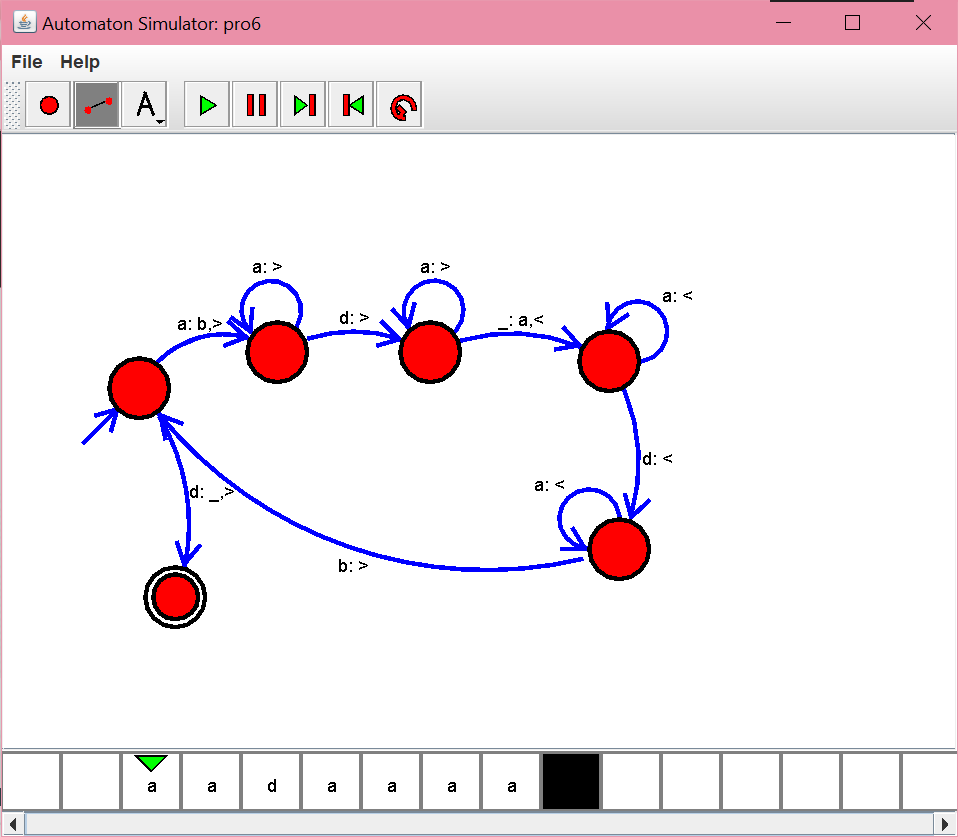 Automaton Simulator: pro6
File Help
A
a: > a: >
a: <
a: b,> d: > _: a,<
d: <
a: <
d: _,>
b: >
a a d a a a a